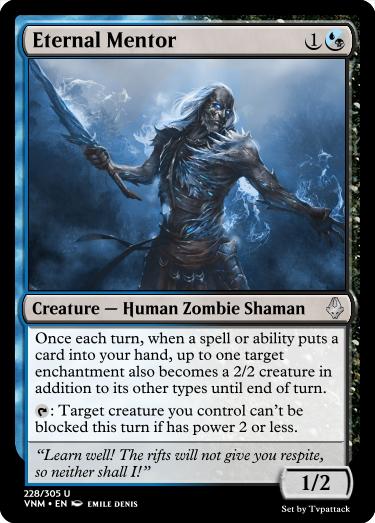 Eternal Mentor 1
Creature — Human Zombie Shaman
Once each turn, when a spell or ability puts a
card into your hand, up to one target
enchantment also becomes a 2/2 creature in
addition to its other types until end of turn.
: Target creature you control can't be
blocked this turn if has power 2 or less.
“Learn well! The rifts will not give you respite,
so neither shall I!”
1/2
228/305 U
VNM • EN EMILE DENIS
Set by Tvpattack